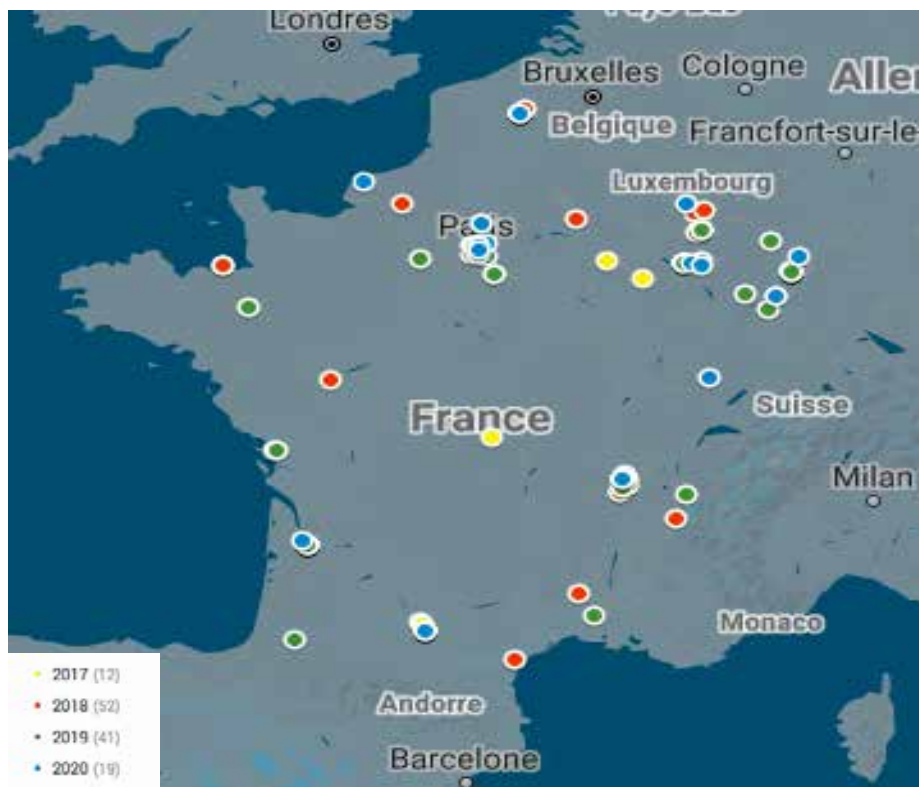 Londres
Bruxelles
Cologne
Belgique
Francfort-sur-le-
Luxembourg
Paris
France
Suisse
Milan
Monaco
Andorre
Barcelone
2017 (12)
2018 (52)
2019 (41)
2020 (19)